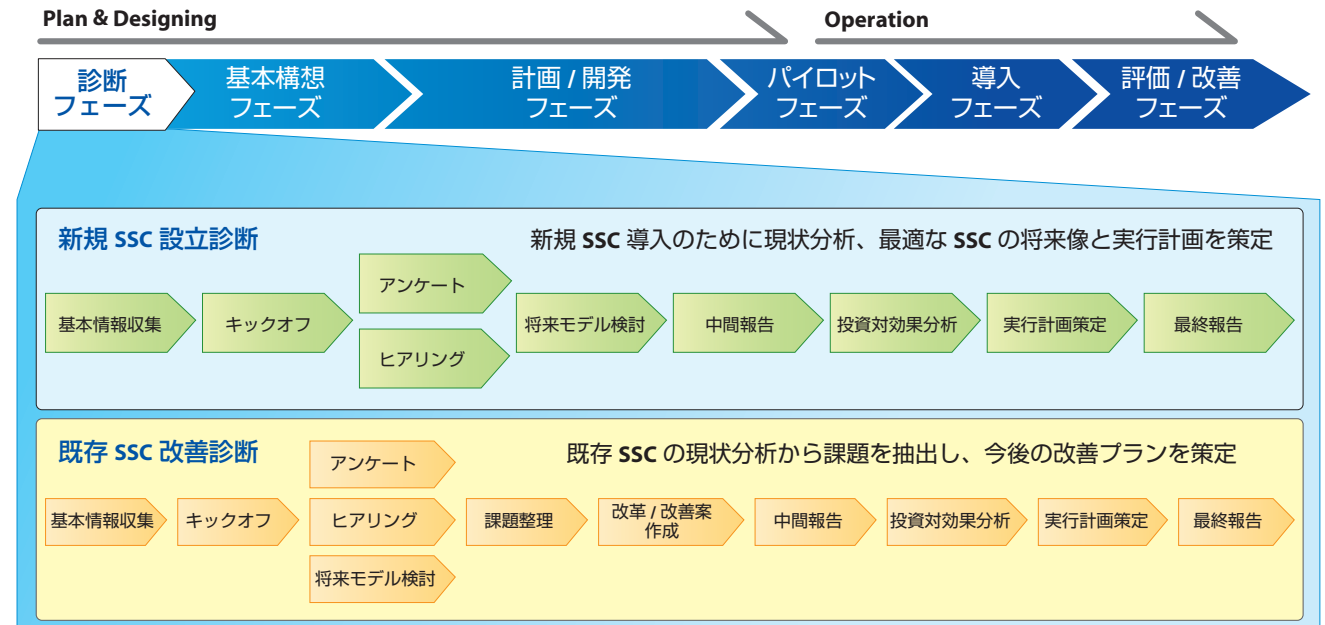 Plan & Designing
Operation
診断
フェーズ
基本構想
フェーズ
計画 / 開発
フェーズ
パイロット
フェーズ
導入
フェーズ
評価 / 改善
フェーズ
新規 SSC 設立診断
新規 SSC 導入のために現状分析、最適な SSC の将来像と実行計画を策定
基本情報収集
キックオフ
アンケート
ヒアリング
将来モデル検討
中間報告
投資対効果分析
実行計画策定
最終報告
既存 SSC 改善診断
既存 SSC の現状分析から課題を抽出し、今後の改善プランを策定
基本情報収集
キックオフ
アンケート
ヒアリング
将来モデル検討
課題整理
改革 / 改善案
作成
中間報告
投資対効果分析
実行計画策定
最終報告